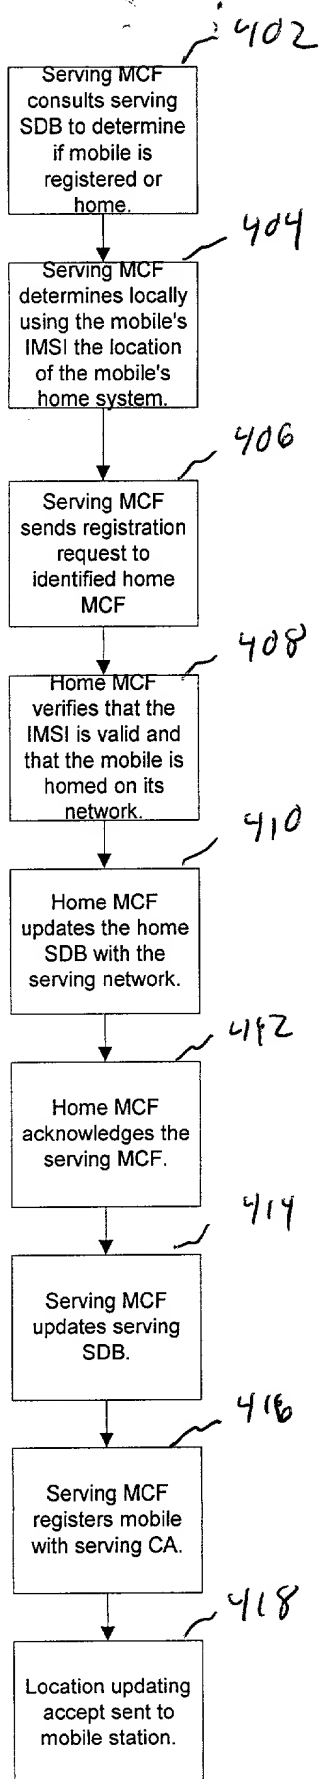 402
Serving MCF
consults serving
SDB to determine
if mobile is
registered or
home.
404
Serving MCF
determines locally
using the mobile's
IMSI the location
of the mobile's
home system.
406
Serving MCF
sends registration
request to
identified home
MCF
408
Home MCF
verifies that the
IMSI is valid and
that the mobile is
homed on its
network.
410
Home MCF
updates the home
SDB with the
serving network.
412
Home MCF
acknowledges the
serving MCF.
414
Serving MCF
updates serving
SDB.
416
Serving MCF
registers mobile
with serving CA.
418
Location updating
accept sent to
mobile station.